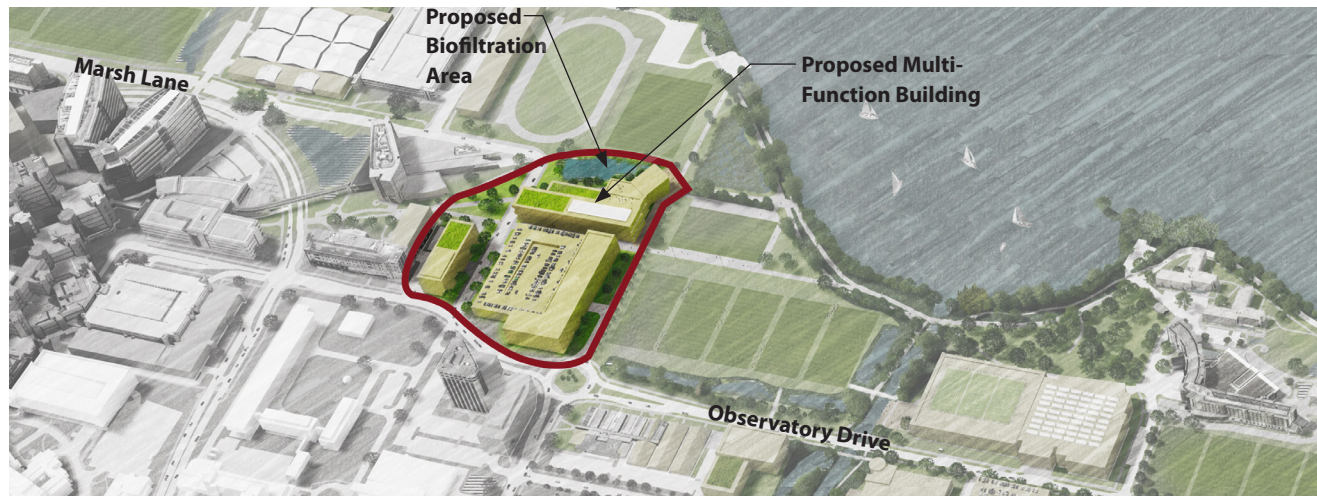 Proposed
Biofiltration
Area
Marsh Lane
Proposed Multi-
Function Building
Observatory Drive